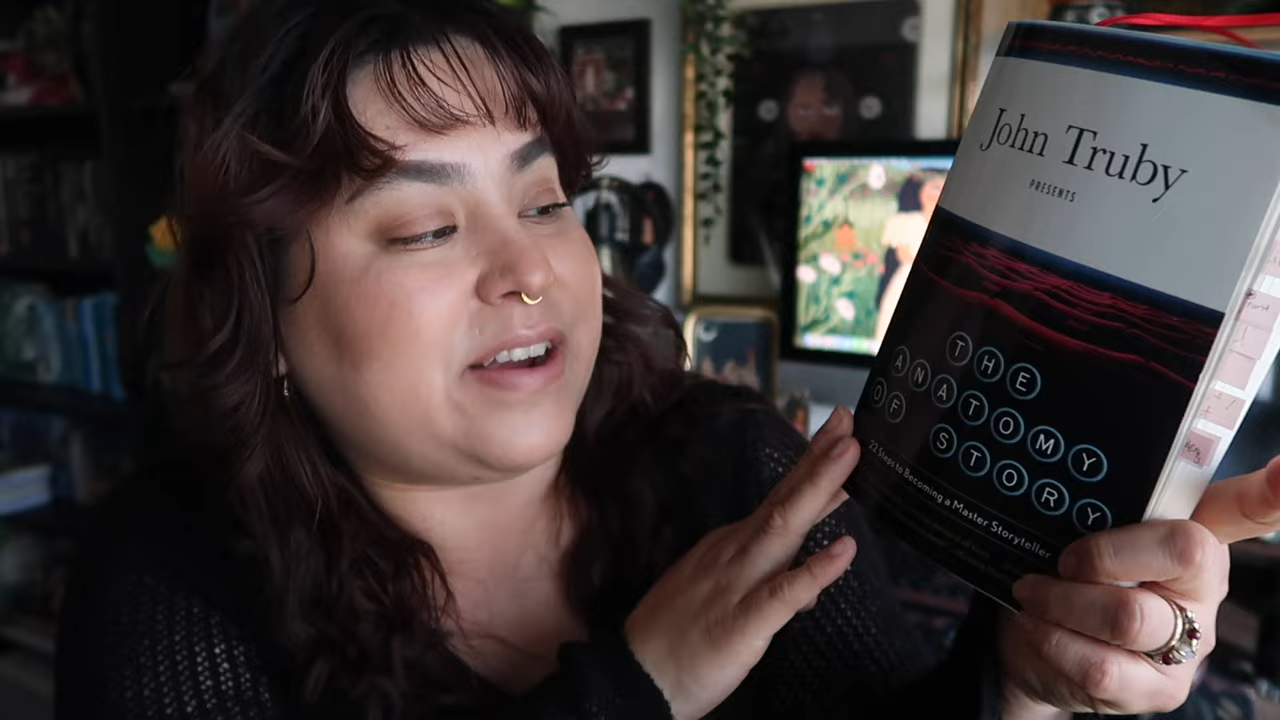 John Truby
PRESENTS
THE
ANATOMY
OF
STORY
22 Steps to Becoming a Master Storyteller